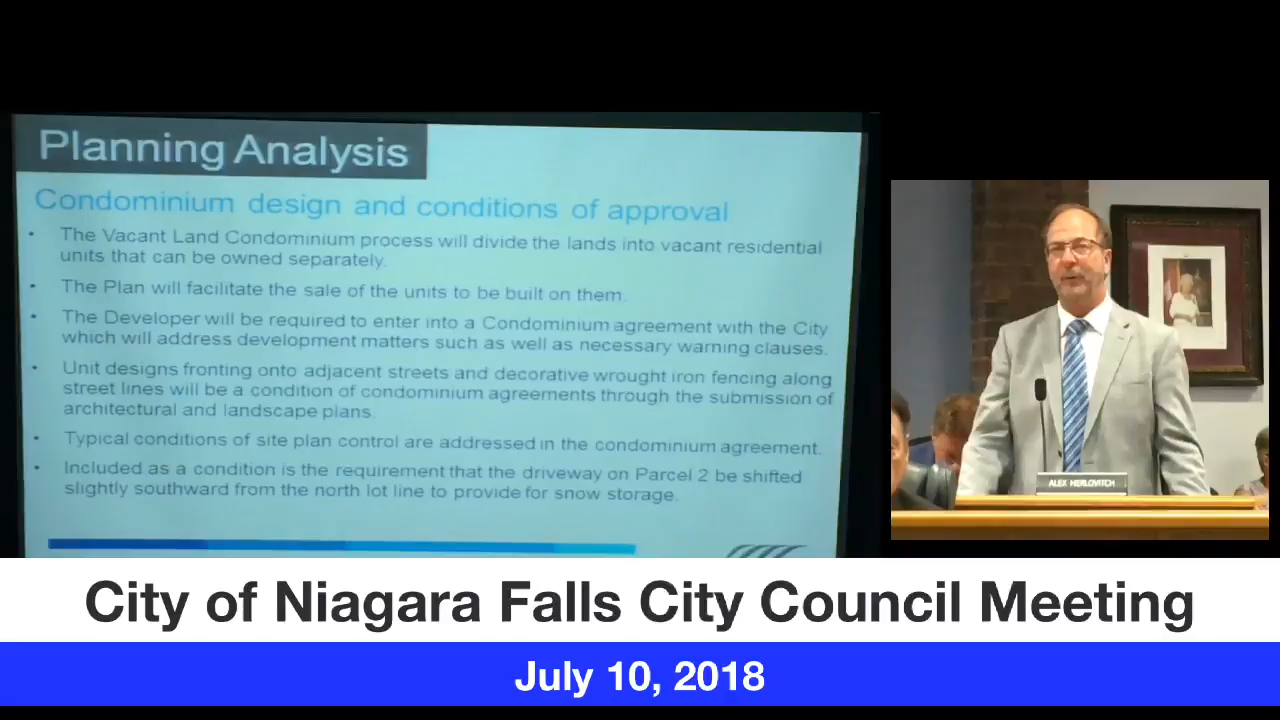 Planning Analysis
Condominium design and conditions of approval
• The Vacant Land Condominium process will divide the lands into vacant residential
units that can be owned separately.
• The Plan will facilitate the sale of the units to be built on them.
• The Developer will be required to enter into a Condominium agreement with the City
which will address development matters such as well as necessary warning clauses.
• Unit designs fronting onto adjacent streets and decorative wrought iron fencing along
street lines will be a condition of condominium agreements through the submission of
architectural and landscape plans.
• Typical conditions of site plan control are addressed in the condominium agreement.
• Included as a condition is the requirement that the driveway on Parcel 2 be shifted
slightly southward from the north lot line to provide for snow storage.
ALEX HERLOVITCH
City of Niagara Falls City Council Meeting
July 10, 2018